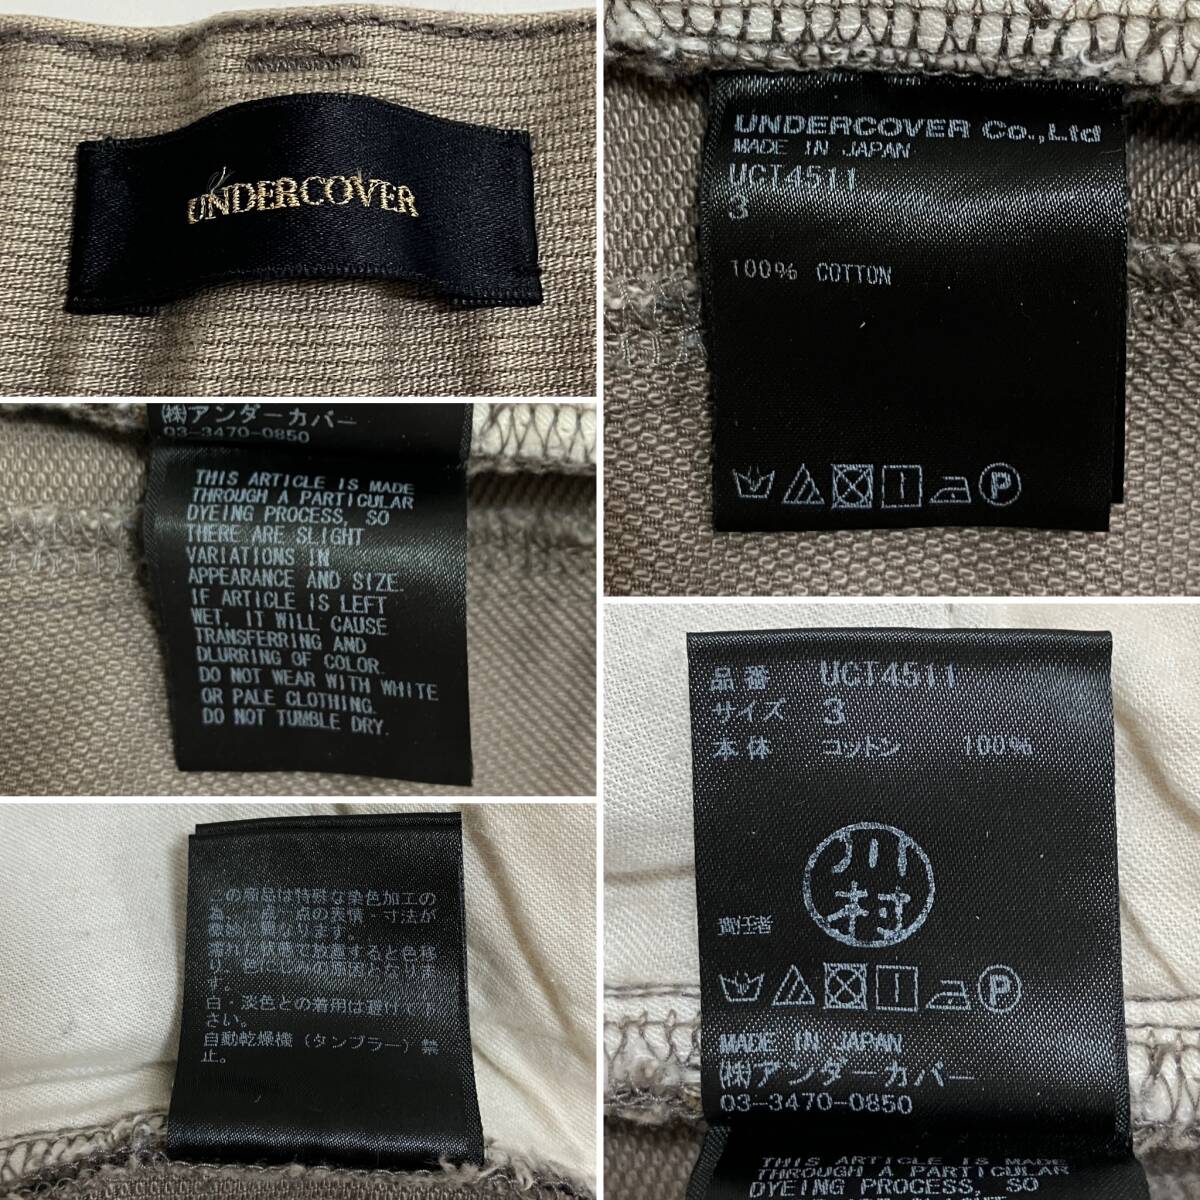 UNDERCOVER
UNDERCOVER Co.,Ltd
MADE IN JAPAN
UCT4511
3
100% COTTON
P
(株)アンダーカバー
03-3470-0850
THIS ARTICLE IS MADE
THROUGH A PARTICULAR
DYEING PROCESS, SO
THERE ARE SLIGHT
VARIATIONS IN
APPEARANCE AND SIZE.
IF ARTICLE IS LEFT
WET, IT WILL CAUSE
TRANSFERRING AND
DLURRING OF COLOR.
DO NOT WEAR WITH WHITE
OR PALE CLOTHING.
DO NOT TUMBLE DRY.
品番 UCT4511
サイズ 3
本体 コットン 100%
川村
責任者
P
MADE IN JAPAN
(株)アンダーカバー
03-3470-0850
THIS ARTICLE IS MADE
THROUGH A PARTICULAR
DYEING PROCESS, SO
この商品は特殊な染色加工の
為、一点一点の表情・寸法が
微妙に異なります。
濡れた状態で放置すると色移
り、色にじみの原因となりま
す。
白・淡色との着用は避けて下
さい。
自動乾燥機(タンブラー)禁
止。